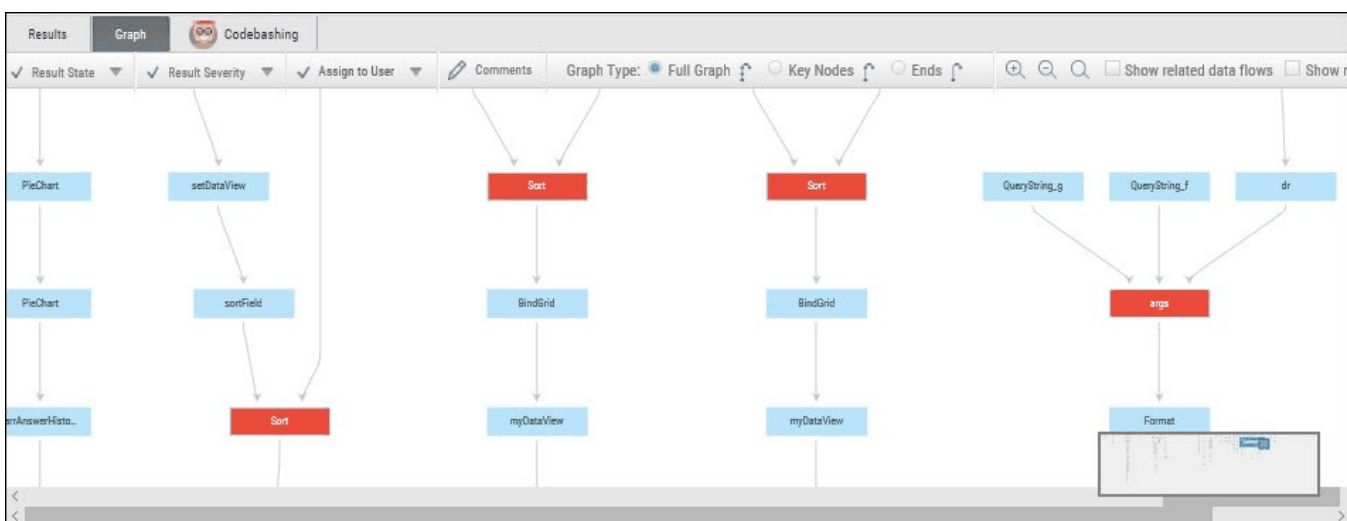 Results Graph Codebashing
Result State Result Severity Assign to User Comments Graph Type: Full Graph Key Nodes Ends Show related data flows Show r
PieChart setDataView Sort Sort QueryString_g QueryString_f dr
PieChart sortField BindGrid BindGrid args
arrAnswerHisto... Sort myDataView myDataView Format